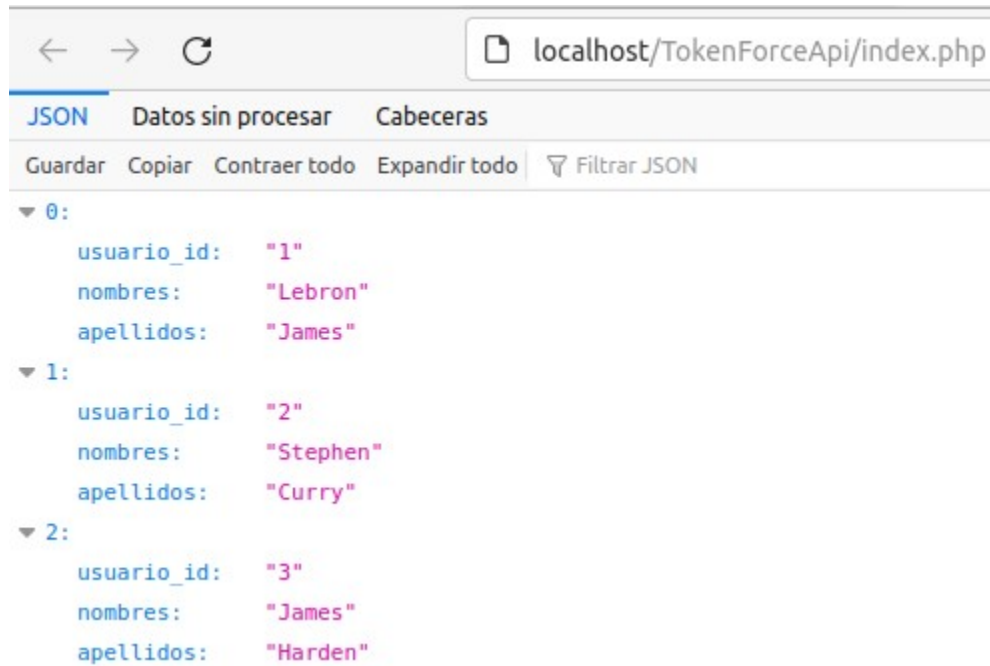 localhost/TokenForceApi/index.php
JSON Datos sin procesar Cabeceras
Guardar Copiar Contraer todo Expandir todo Filtrar JSON
0:
usuario_id: "1"
nombres: "Lebron"
apellidos: "James"
1:
usuario_id: "2"
nombres: "Stephen"
apellidos: "Curry"
2:
usuario_id: "3"
nombres: "James"
apellidos: "Harden"